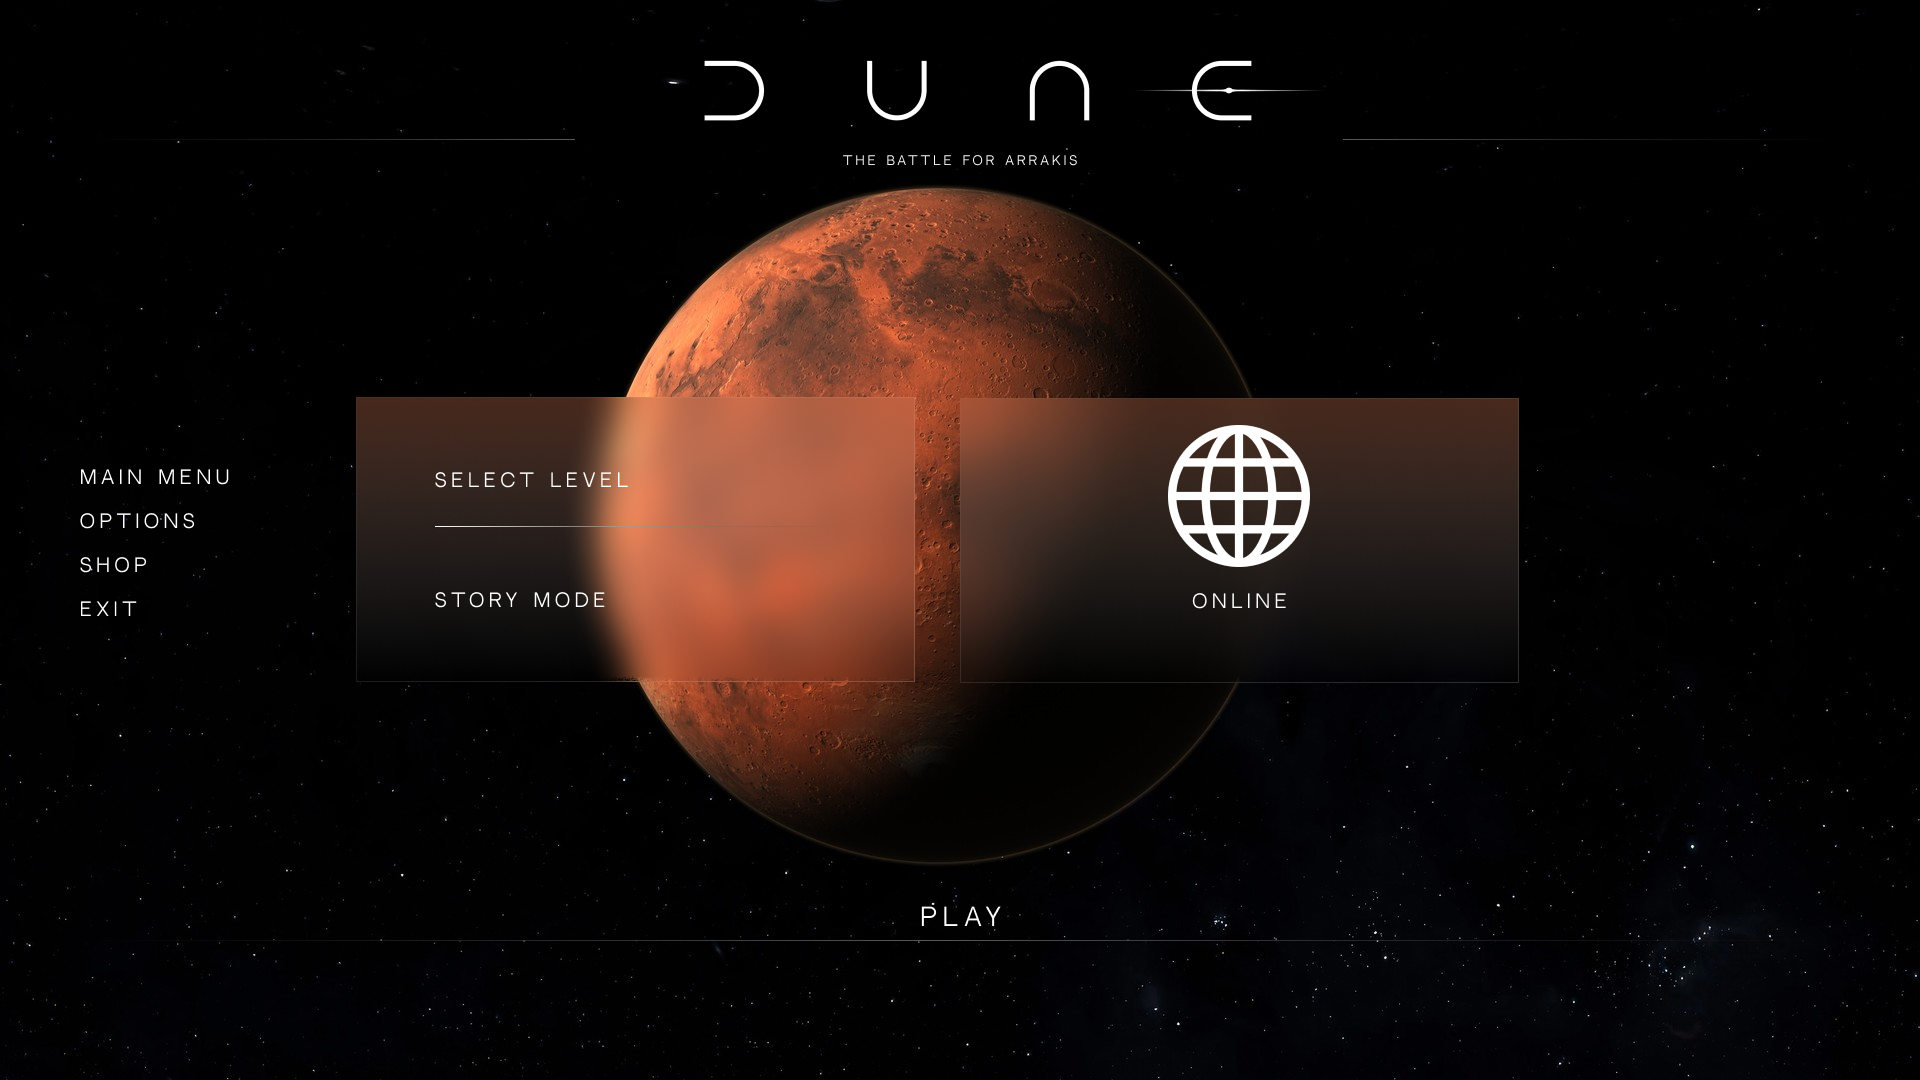 DUNE
THE BATTLE FOR ARRAKIS
MAIN MENU
OPTIONS
SHOP
EXIT
SELECT LEVEL
STORY MODE
ONLINE
PLAY